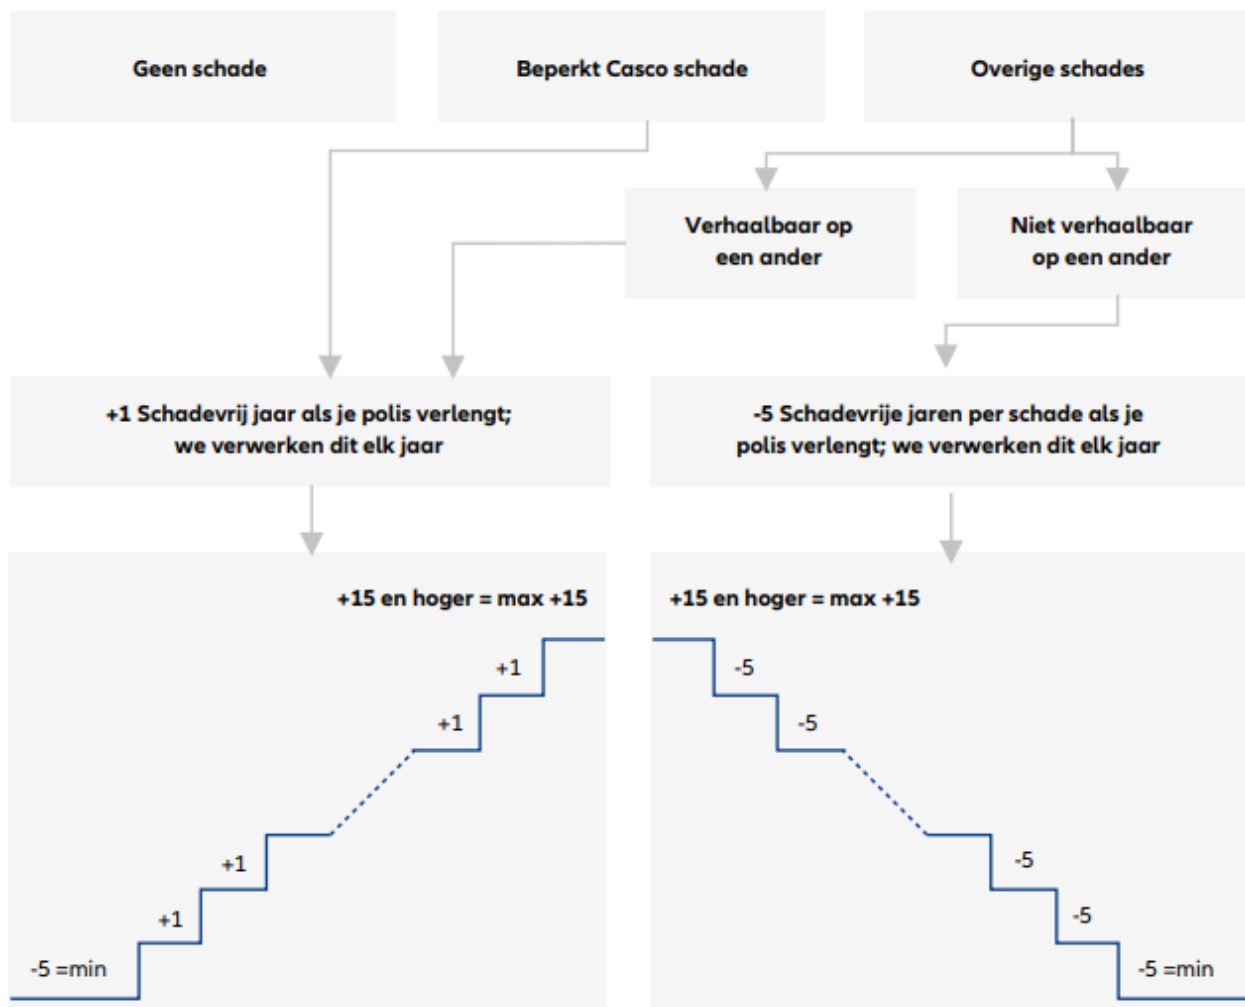 Geen schade
Beperkt Casco schade
Overige schades
Verhaalbaar op
een ander
Niet verhaalbaar
op een ander
+1 Schadevrij jaar als je polis verlengt;
we verwerken dit elk jaar
-5 Schadevrije jaren per schade als je
polis verlengt; we verwerken dit elk jaar
+15 en hoger = max +15
+1
+1
+1
+1
-5 =min
+15 en hoger = max +15
-5
-5
-5
-5
-5 =min